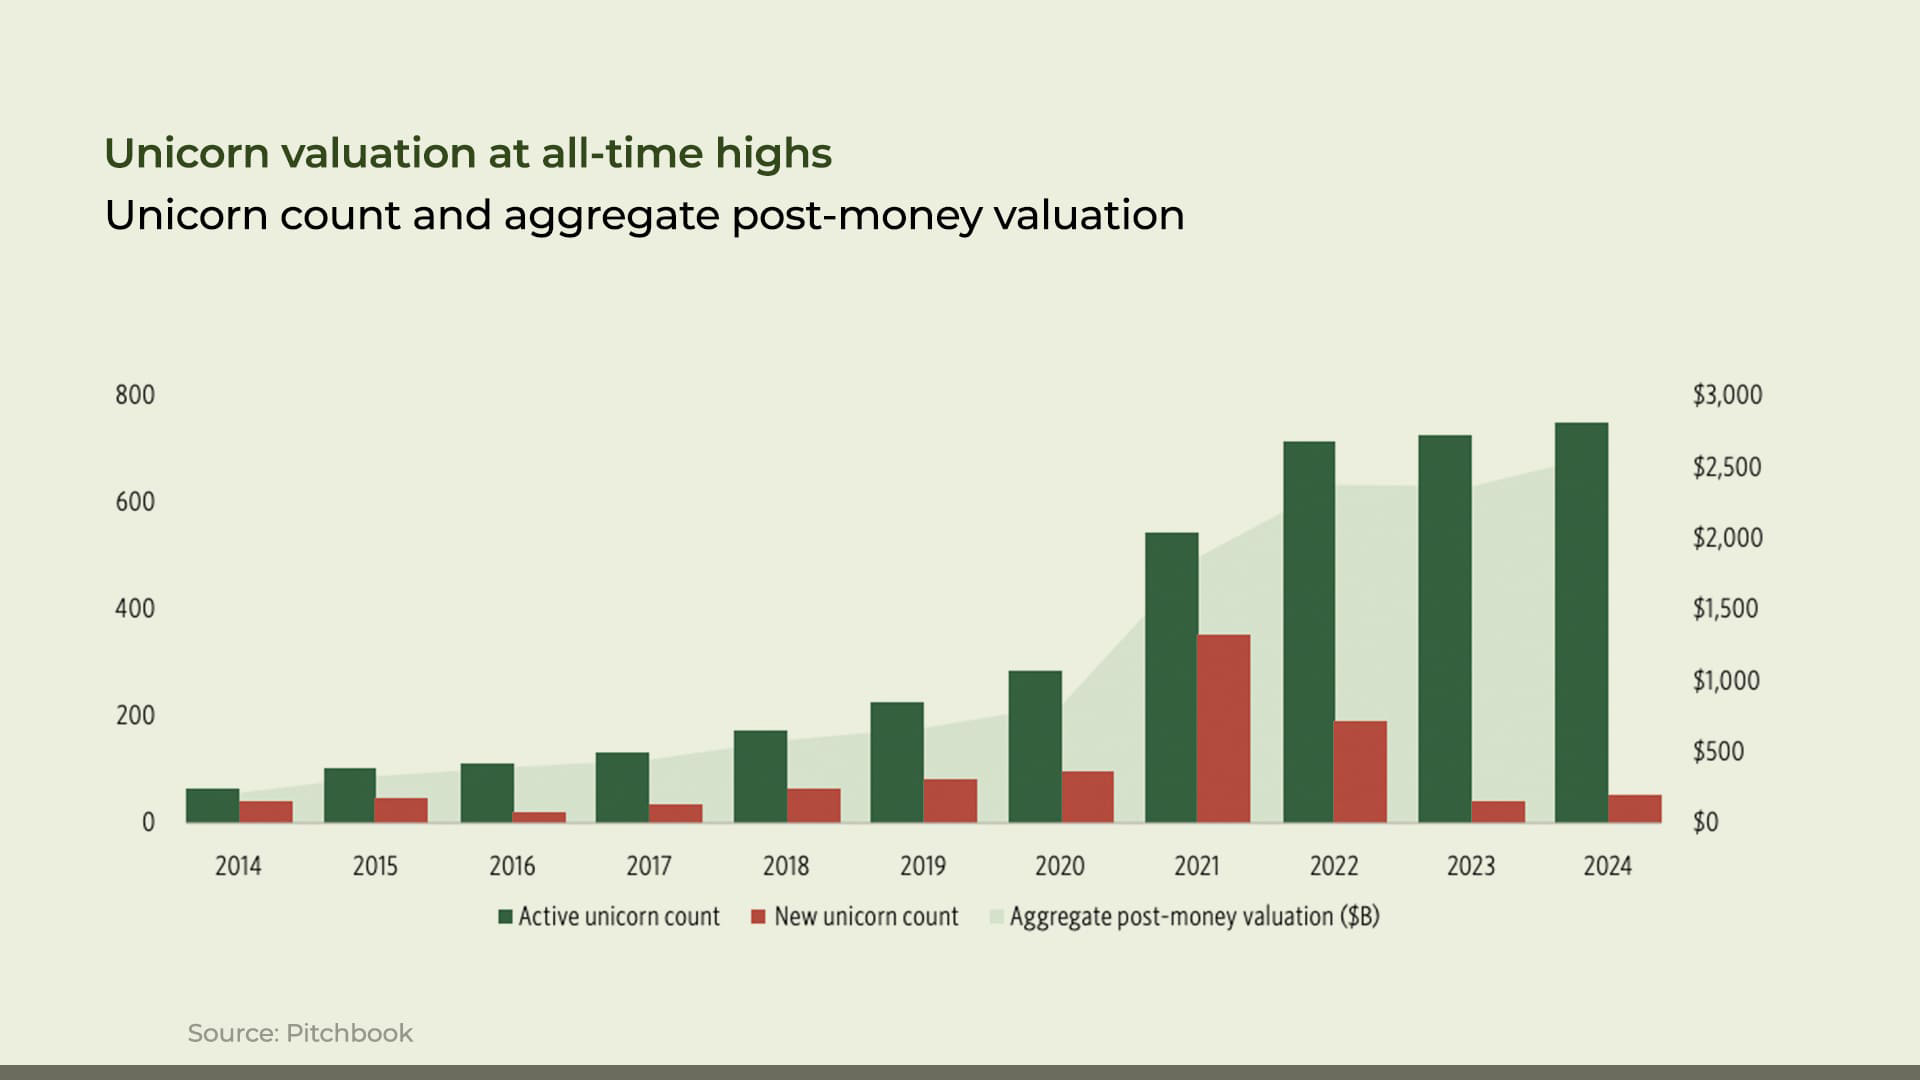 Unicorn valuation at all-time highs
Unicorn count and aggregate post-money valuation
800
600
400
200
0
$3,000
$2,500
$2,000
$1,500
$1,000
$500
$0
2014 2015 2016 2017 2018 2019 2020 2021 2022 2023 2024
Active unicorn count New unicorn count Aggregate post-money valuation ($B)
Source: Pitchbook